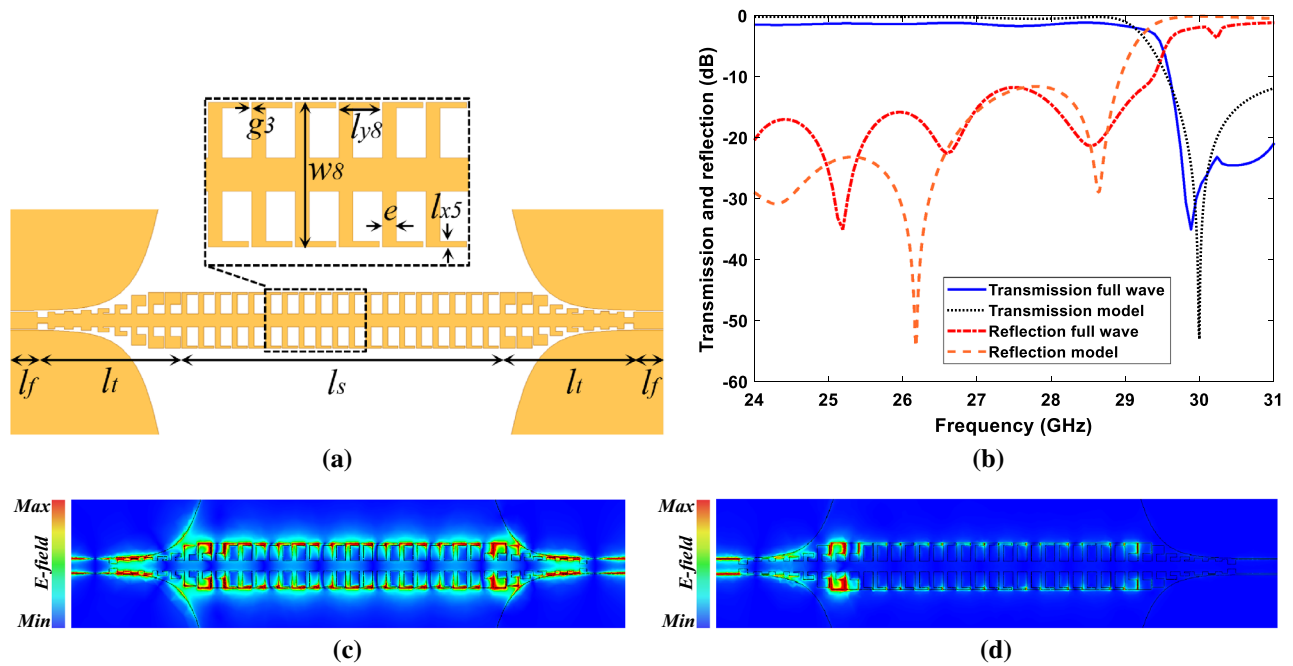 g3
ly8
w8
e
lx5
lf
lt
ls
lt
lf
(a)
Transmission and reflection (dB)
0
-10
-20
-30
-40
-50
-60
Transmission full wave
Transmission model
Reflection full wave
Reflection model
24 25 26 27 28 29 30 31
Frequency (GHz)
(b)
Max
E-field
Min
(c)
Max
E-field
Min
(d)